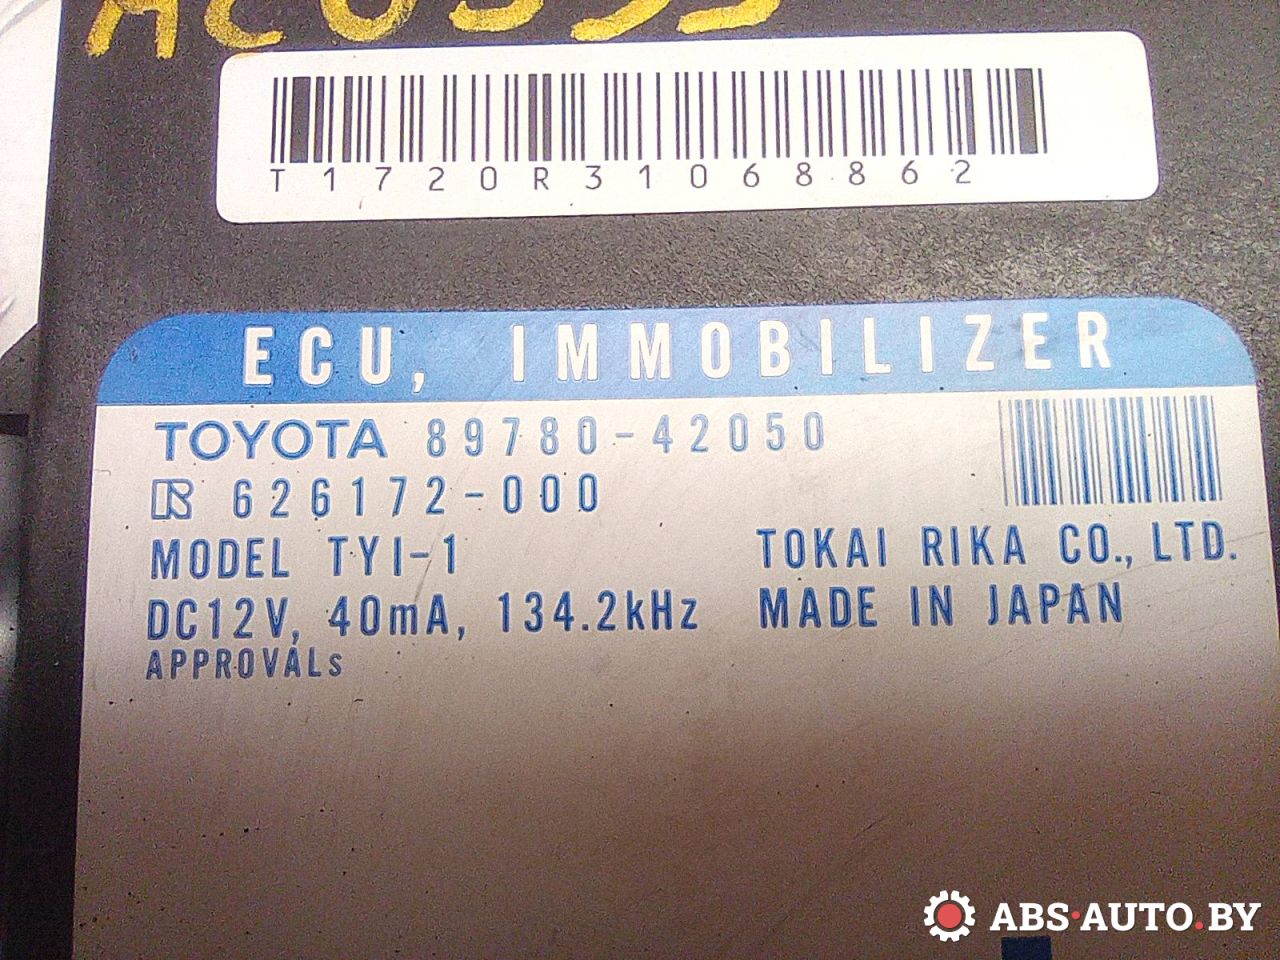 T1720R31068862
ECU, IMMOBILIZER
TOYOTA 89780-42050
626172-000
MODEL TYI-1
TOKAI RIKA CO., LTD.
DC12V, 40mA, 134.2kHz
MADE IN JAPAN
APPROVALs
ABS·AUTO.BY